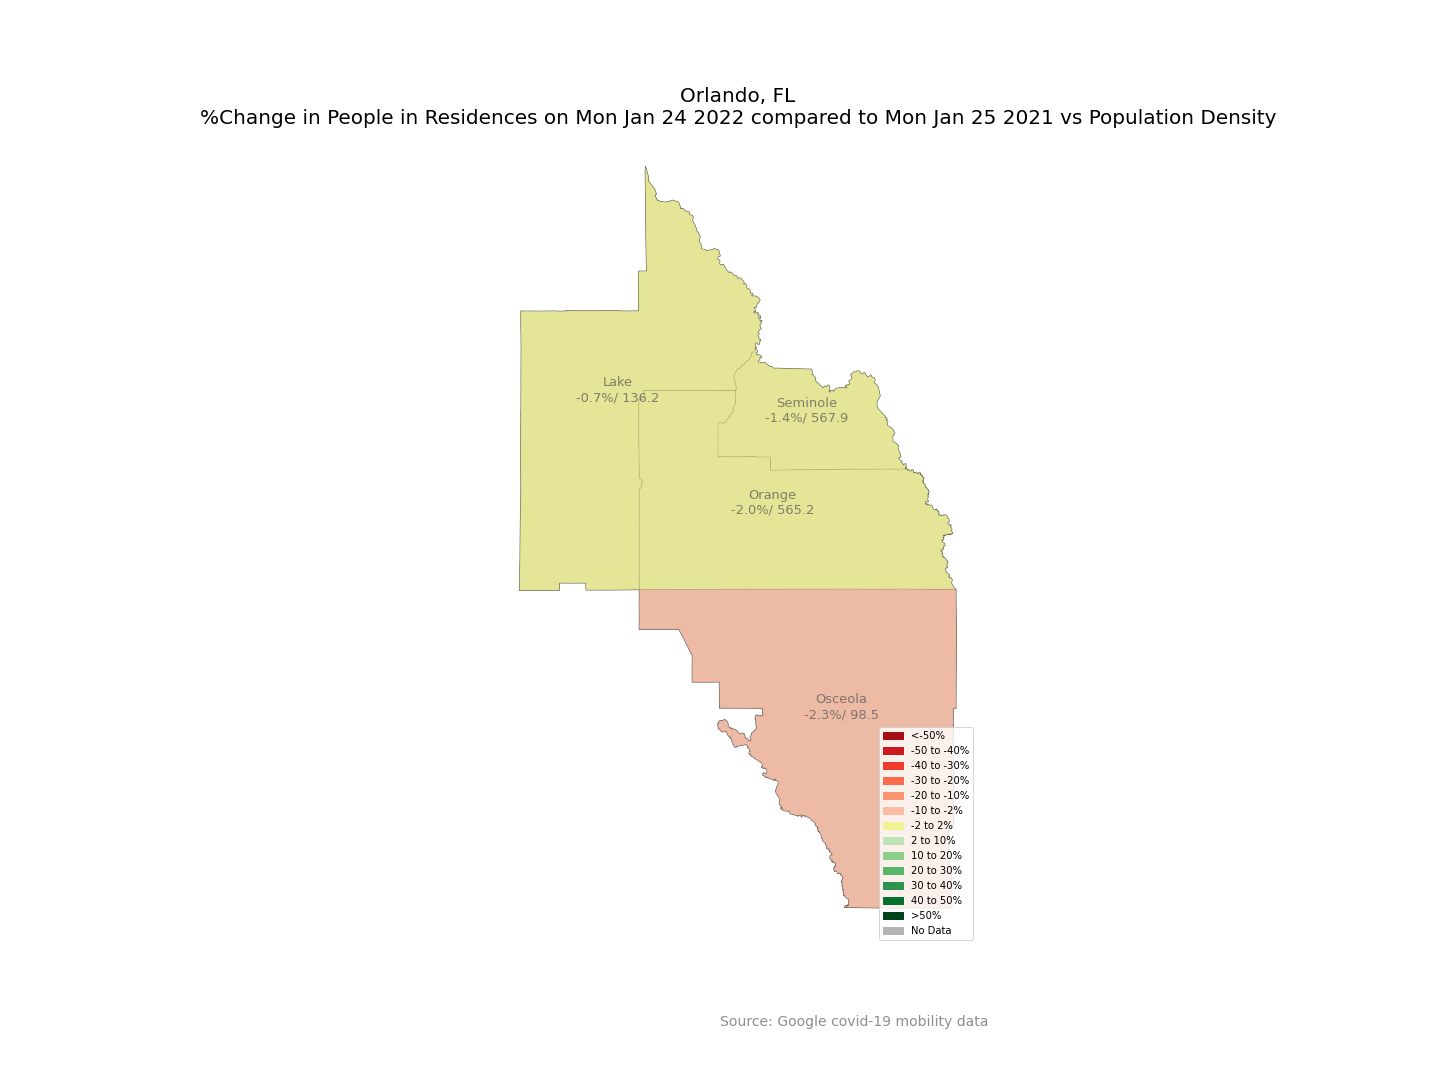 Orlando, FL
%Change in People in Residences on Mon Jan 24 2022 compared to Mon Jan 25 2021 vs Population Density
Lake
-0.7%/ 136.2
Seminole
-1.4%/ 567.9
Orange
-2.0%/ 565.2
Osceola
-2.3%/ 98.5
<-50%
-50 to -40%
-40 to -30%
-30 to -20%
-20 to -10%
-10 to -2%
-2 to 2%
2 to 10%
10 to 20%
20 to 30%
30 to 40%
40 to 50%
>50%
No Data
Source: Google covid-19 mobility data